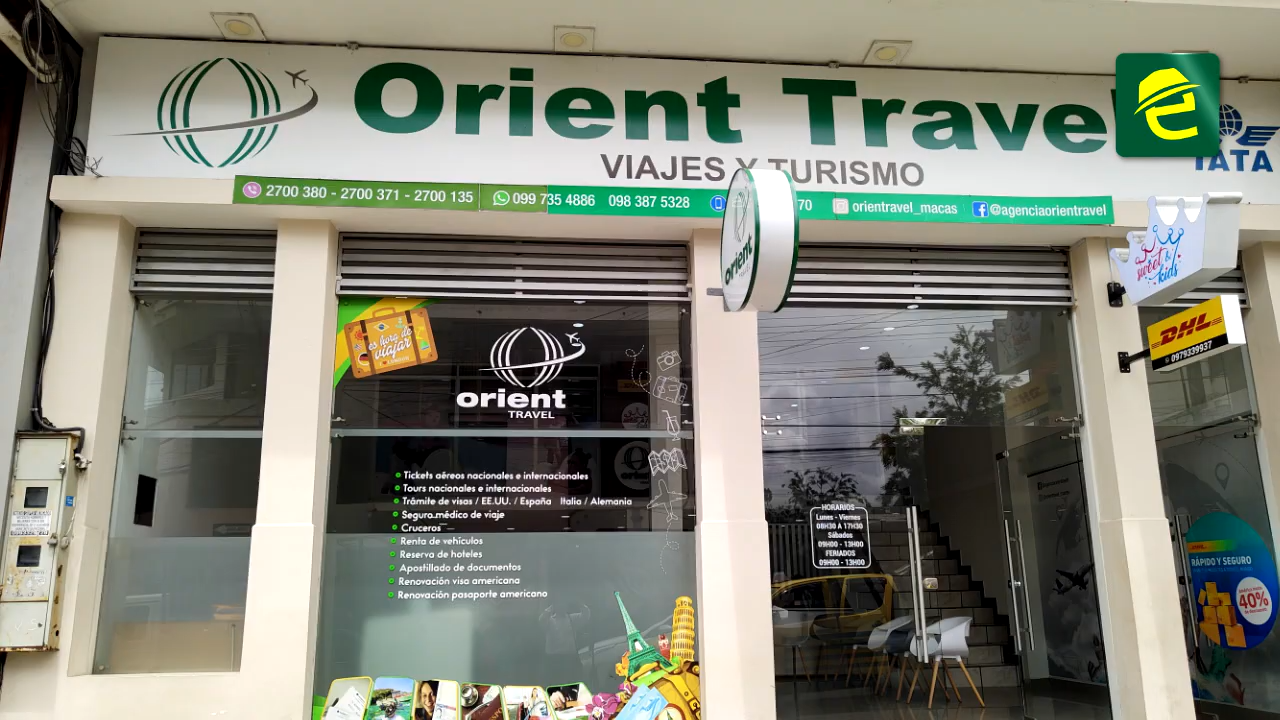 Orient Travel
VIAJES Y TURISMO
IATA
2700 380 - 2700 371 - 2700 135
099 735 4886 098 387 5328
70
orientravel_macas
@agenciaorientravel
orient
TRAVEL
sweet &
kids
DHL
0979339937
es hora de
viajar
orient
TRAVEL
Tickets aéreos nacionales e internacionales
Tours nacionales e internacionales
Trámite de visas / EE.UU. / España Italia / Alemania
Seguro médico de viaje
Cruceros
Renta de vehículos
Reserva de hoteles
Apostillado de documentos
Renovación visa americana
Renovación pasaporte americano
HORARIOS
Lunes - Viernes
08H30 A 17H30
Sábados
09H00 - 13H00
FERIADOS
09H00 - 13H00
RÁPIDO Y SEGURO
40%